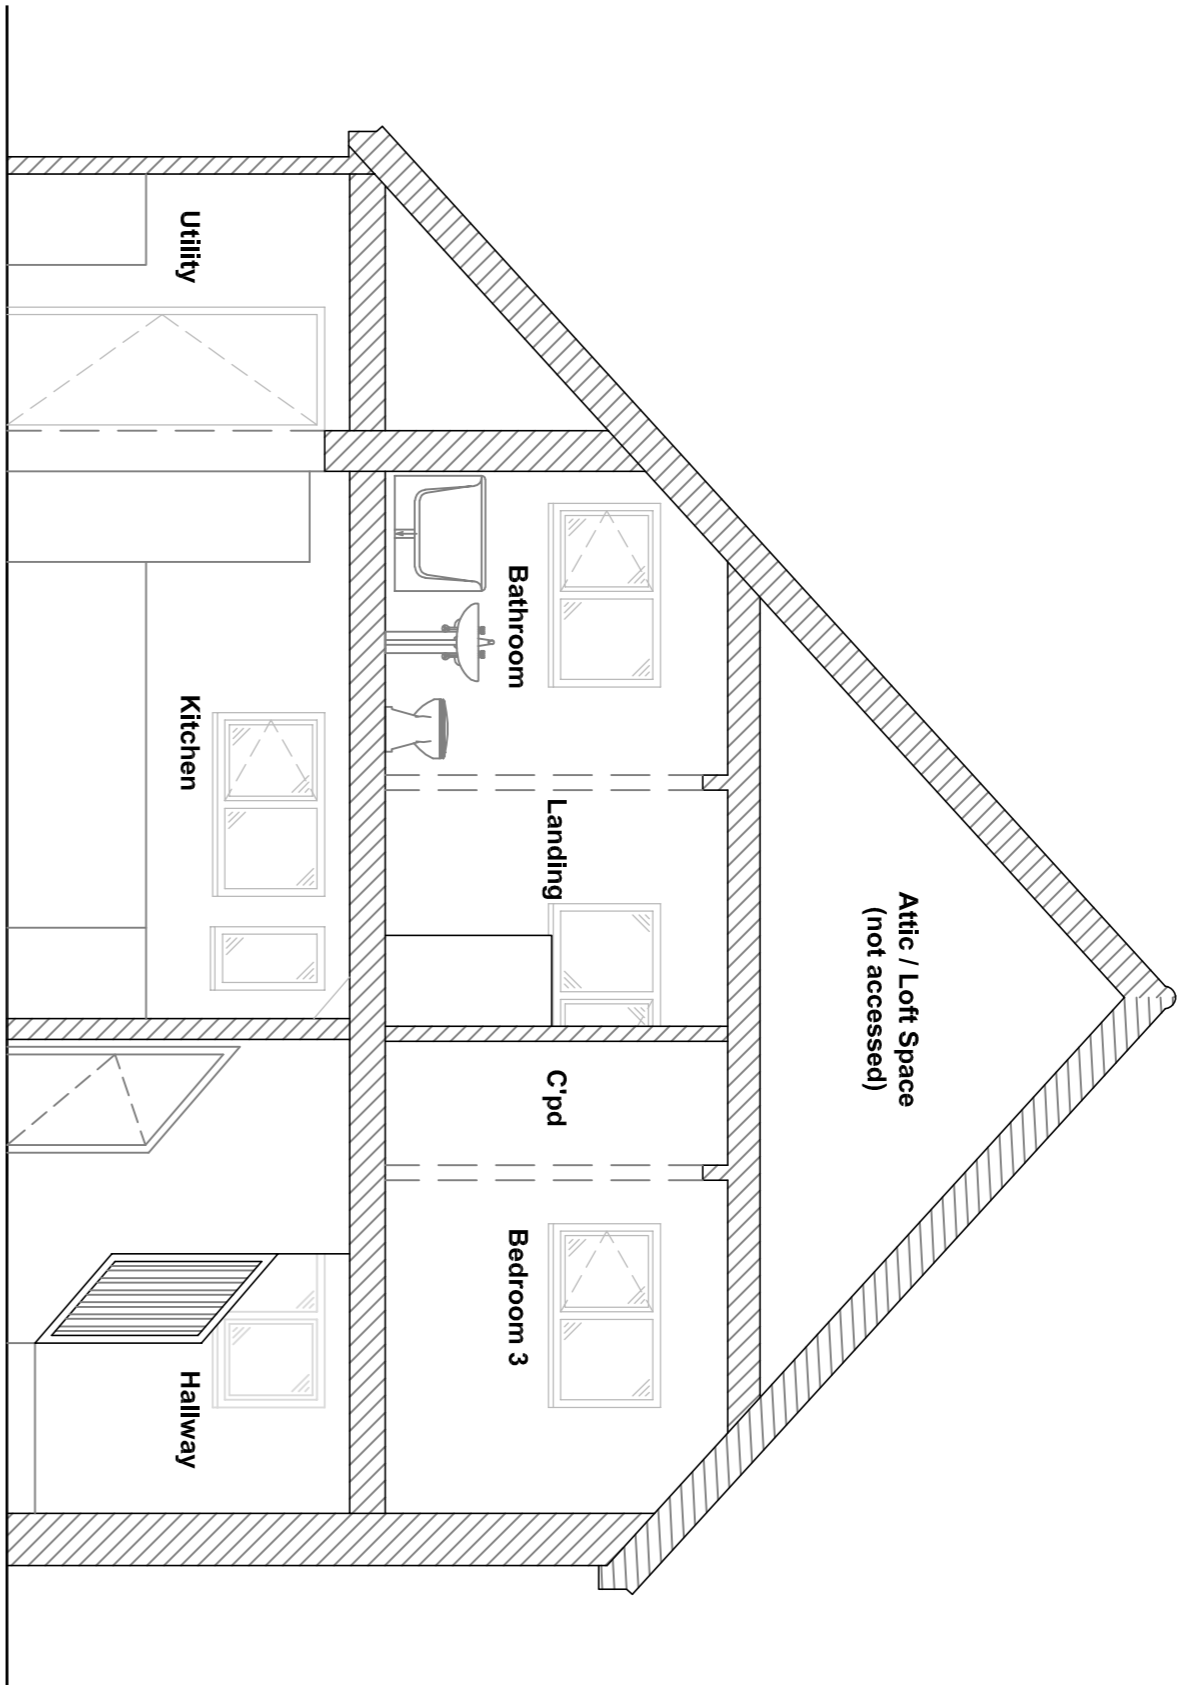 Attic / Loft Space
(not accessed)
Bathroom
Landing
C'pd
Bedroom 3
Utility
Kitchen
Hallway